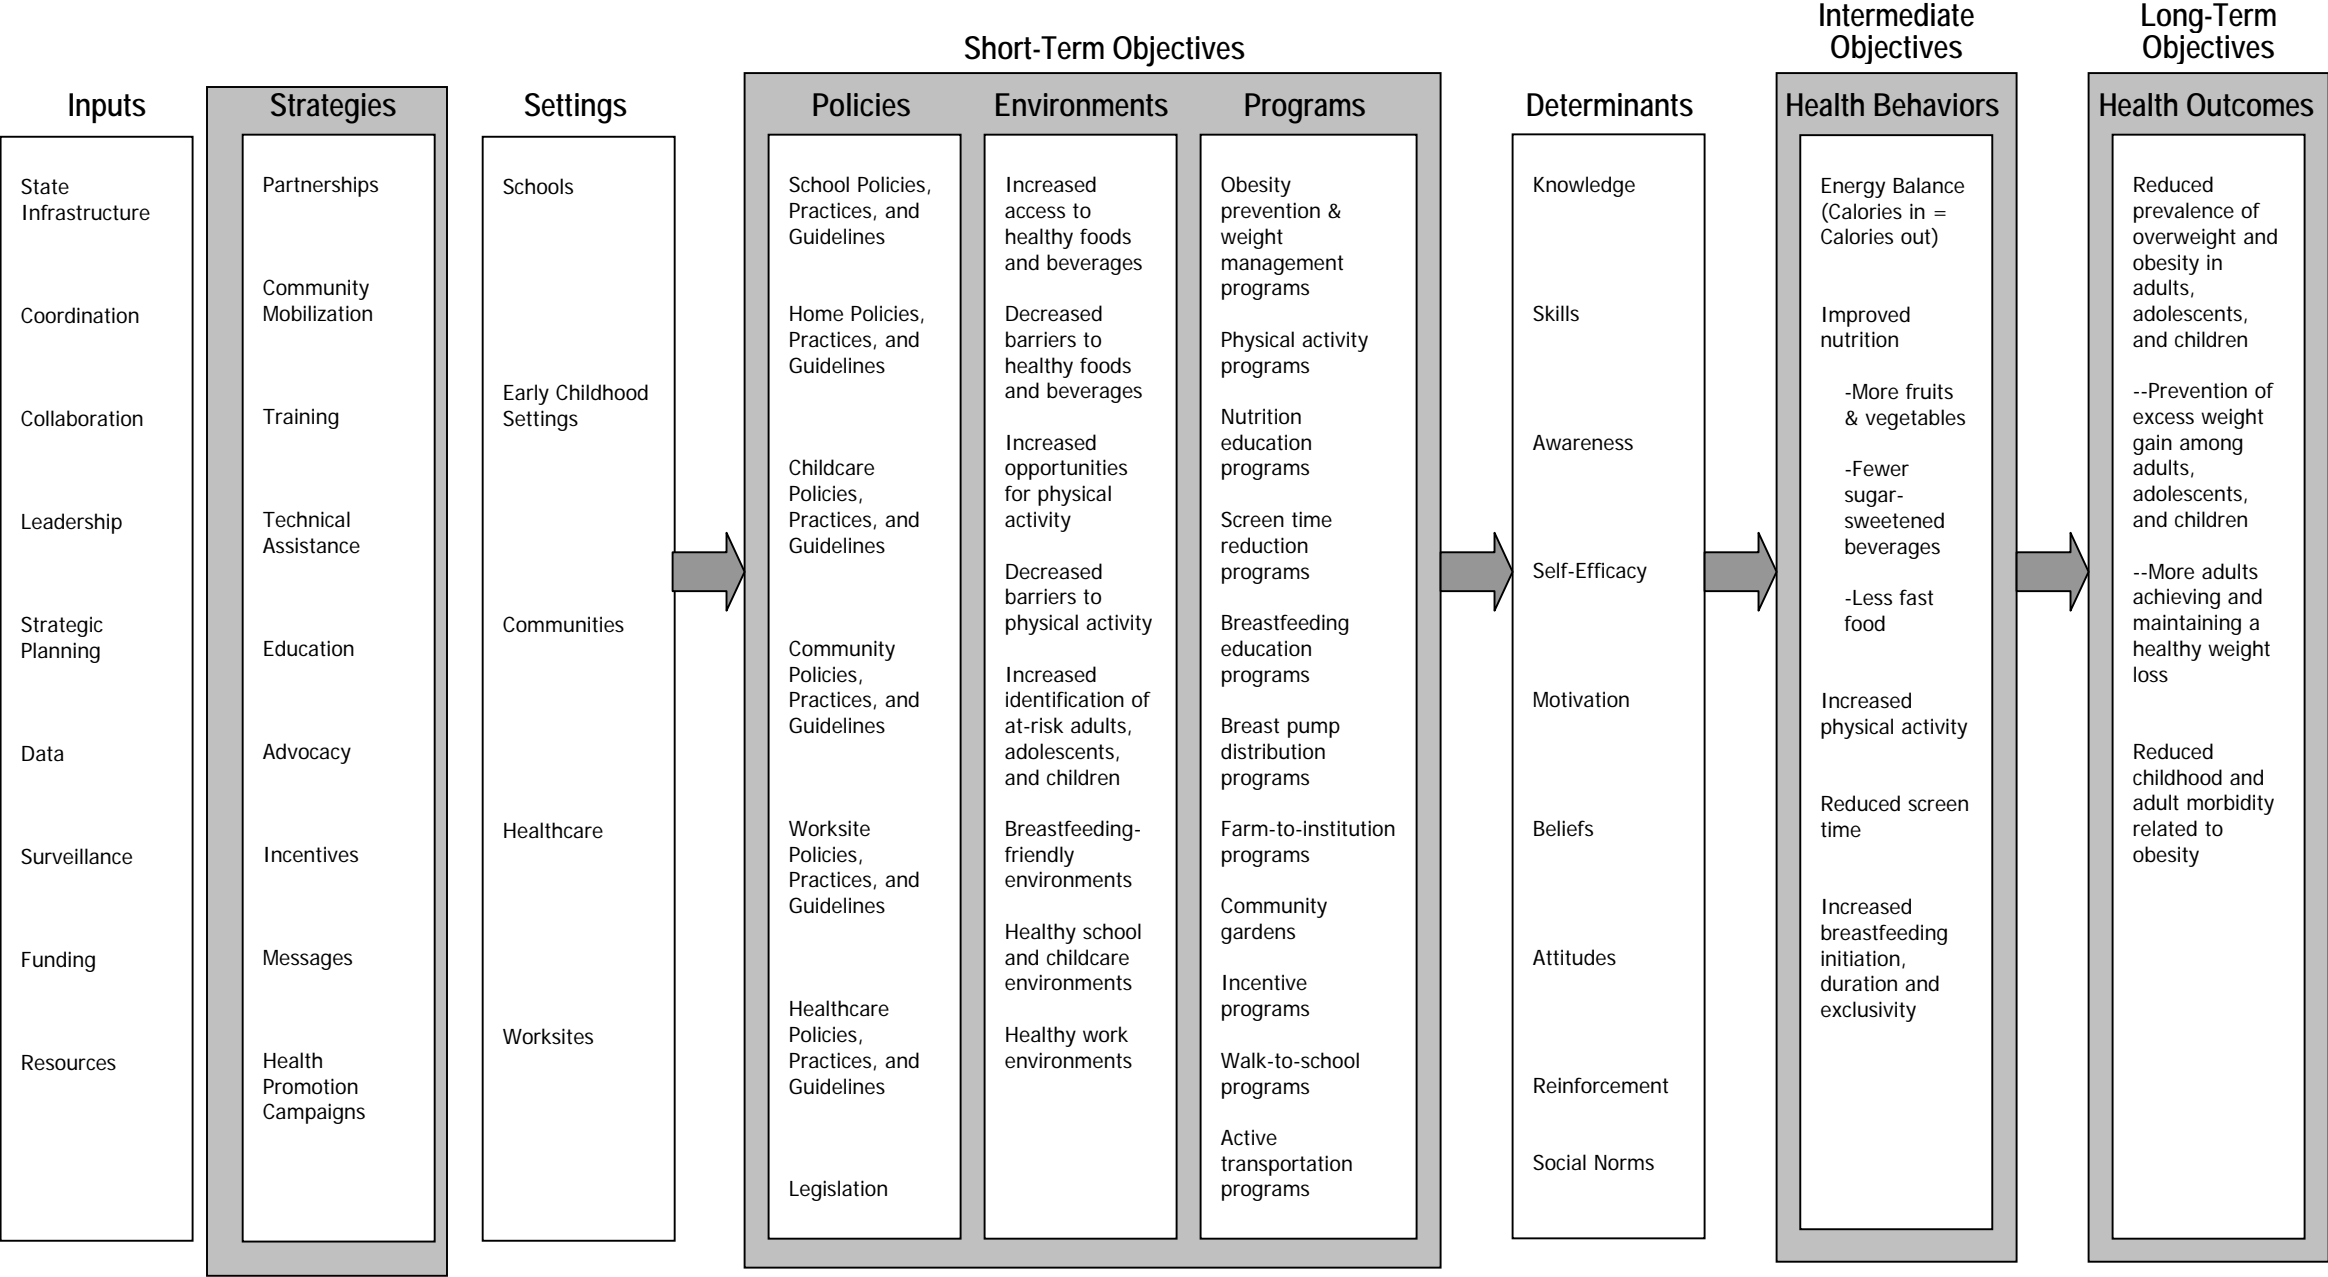 Short-Term Objectives
Intermediate
Objectives
Long-Term
Objectives
Inputs
State
Infrastructure
Coordination
Collaboration
Leadership
Strategic
Planning
Data
Surveillance
Funding
Resources
Strategies
Partnerships
Community
Mobilization
Training
Technical
Assistance
Education
Advocacy
Incentives
Messages
Health
Promotion
Campaigns
Settings
Schools
Early Childhood
Settings
Communities
Healthcare
Worksites
Policies
School Policies,
Practices, and
Guidelines
Home Policies,
Practices, and
Guidelines
Childcare
Policies,
Practices, and
Guidelines
Community
Policies,
Practices, and
Guidelines
Worksite
Policies,
Practices, and
Guidelines
Healthcare
Policies,
Practices, and
Guidelines
Legislation
Environments
Increased
access to
healthy foods
and beverages
Decreased
barriers to
healthy foods
and beverages
Increased
opportunities
for physical
activity
Decreased
barriers to
physical activity
Increased
identification of
at-risk adults,
adolescents,
and children
Breastfeeding-
friendly
environments
Healthy school
and childcare
environments
Healthy work
environments
Programs
Obesity
prevention &
weight
management
programs
Physical activity
programs
Nutrition
education
programs
Screen time
reduction
programs
Breastfeeding
education
programs
Breast pump
distribution
programs
Farm-to-institution
programs
Community
gardens
Incentive
programs
Walk-to-school
programs
Active
transportation
programs
Determinants
Knowledge
Skills
Awareness
Self-Efficacy
Motivation
Beliefs
Attitudes
Reinforcement
Social Norms
Health Behaviors
Energy Balance
(Calories in =
Calories out)
Improved
nutrition
-More fruits
& vegetables
-Fewer
sugar-
sweetened
beverages
-Less fast
food
Increased
physical activity
Reduced screen
time
Increased
breastfeeding
initiation,
duration and
exclusivity
Health Outcomes
Reduced
prevalence of
overweight and
obesity in
adults,
adolescents,
and children
--Prevention of
excess weight
gain among
adults,
adolescents,
and children
--More adults
achieving and
maintaining a
healthy weight
loss
Reduced
childhood and
adult morbidity
related to
obesity